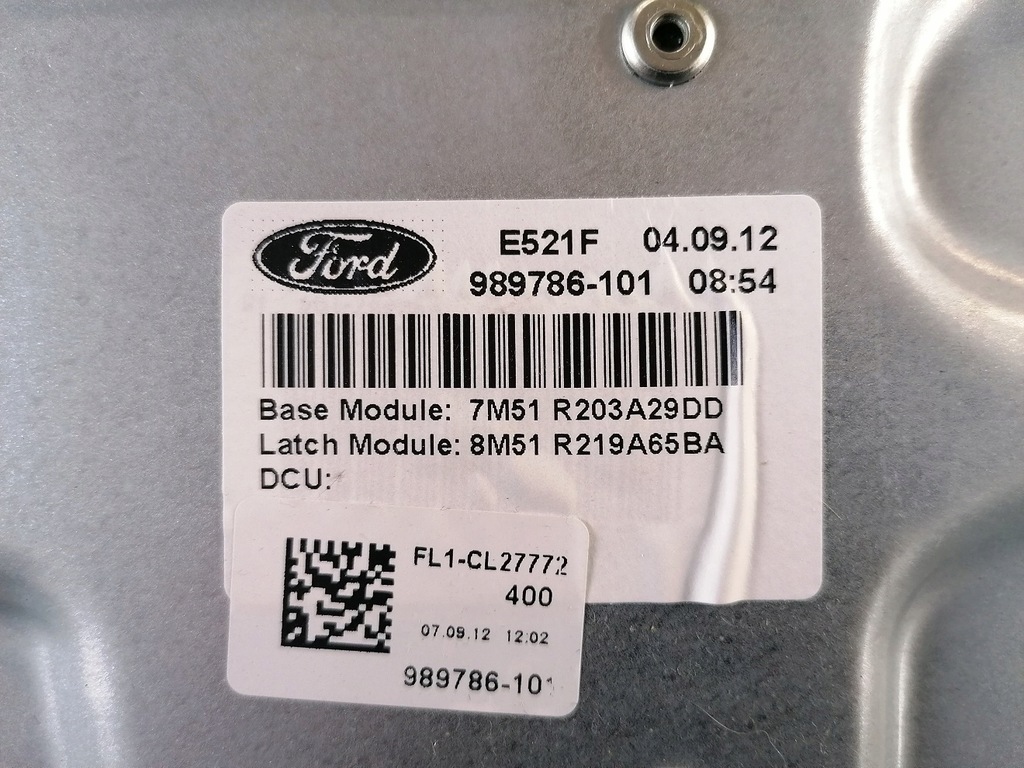 Ford
E521F 04.09.12
989786-101 08:54
Base Module: 7M51 R203A29DD
Latch Module: 8M51 R219A65BA
DCU:
FL1-CL27772
400
07.09.12 12:02
989786-101